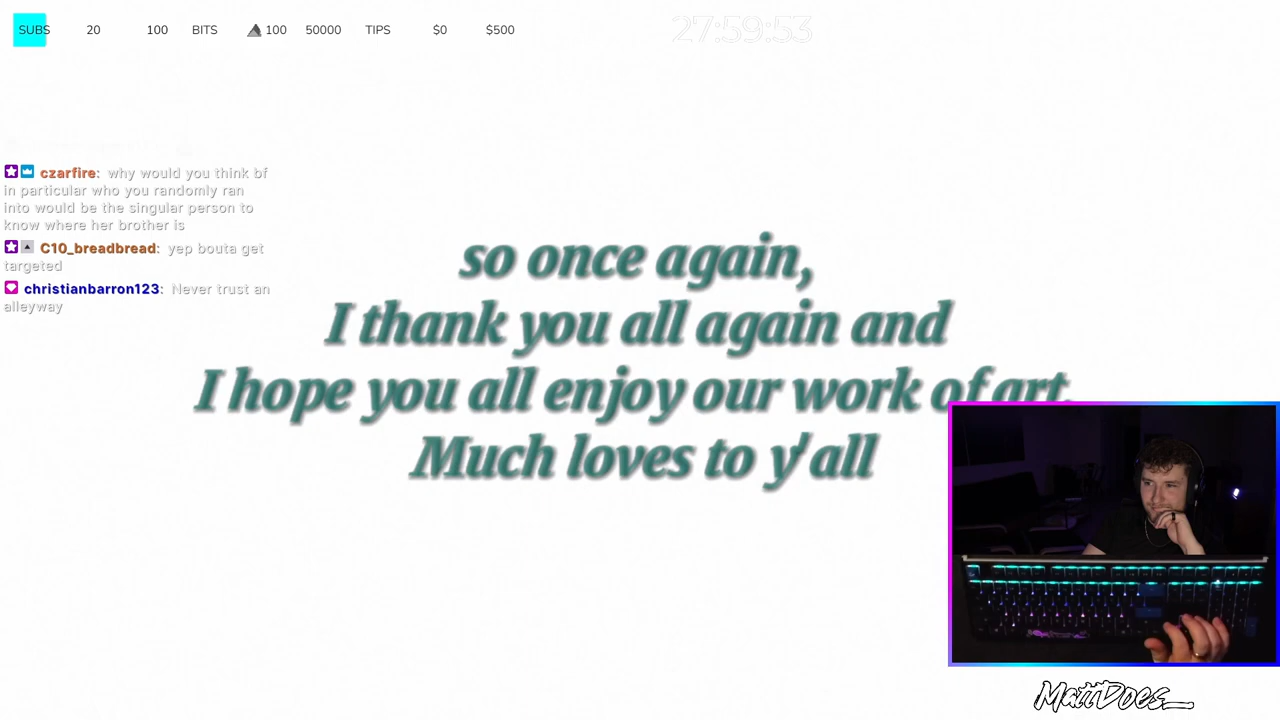 SUBS 20 100 BITS 100 50000 TIPS $0 $500
27:59:53
czarfire: why would you think bf
in particular who you randomly ran
into would be the singular person to
know where her brother is
C10_breadbread: yep bouta get
targeted
christianbarron123: Never trust an
alleyway
so once again,
I thank you all again and
I hope you all enjoy our work of art.
Much loves to y'all
MattDoes_